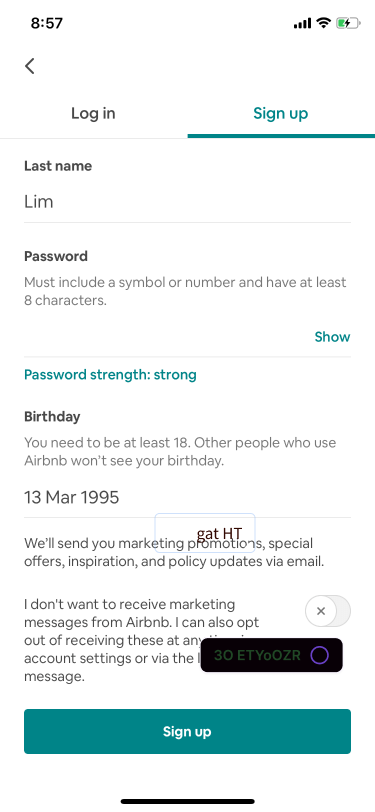 8:57
Log in
Sign up
Last name
Lim
Password
Must include a symbol or number and have at least
8 characters.
Show
Password strength: strong
Birthday
You need to be at least 18. Other people who use
Airbnb won't see your birthday.
13 Mar 1995
gat HT
We'll send you marketing promotions, special
offers, inspiration, and policy updates via email.
I don't want to receive marketing
messages from Airbnb. I can also opt
out of receiving these at
account settings or via the
3O ETYoOZR
message.
Sign up